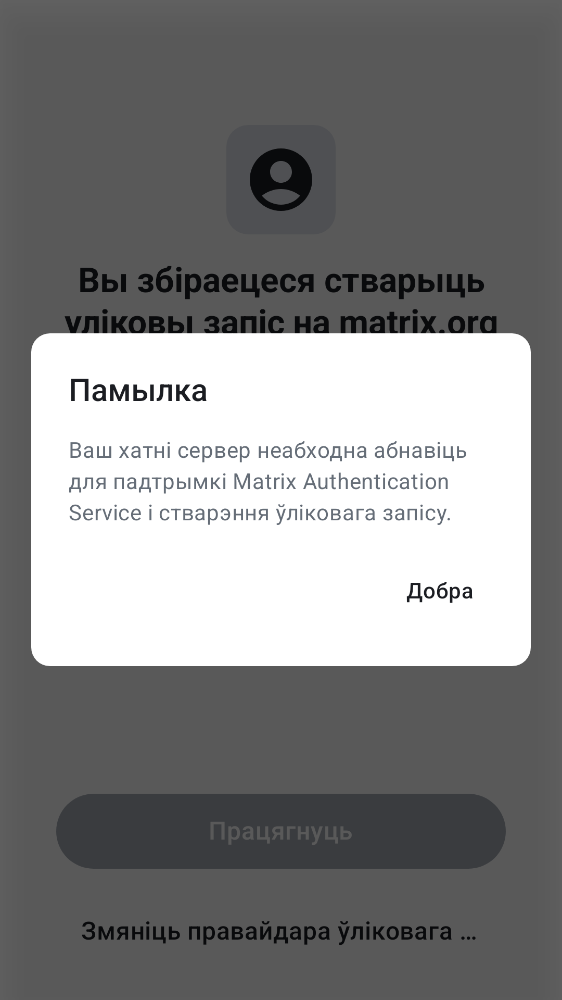 Вы збіраецеся стварыць
уліковы запіс на matrix.org
Памылка
Ваш хатні сервер неабходна абнавіць
для падтрымкі Matrix Authentication
Service і стварэння ўліковага запісу.
Добра
Працягнуць
Змяніць правайдара ўліковага ...